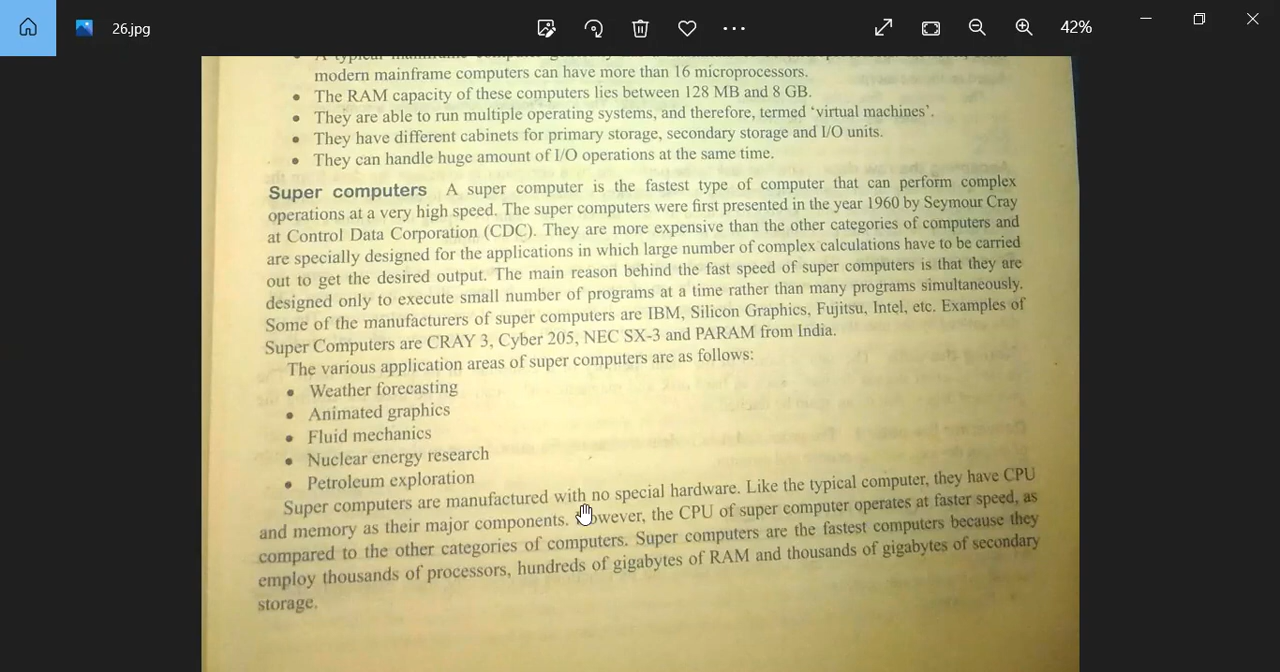 26.jpg
42%
modern mainframe computers can have more than 16 microprocessors.
• The RAM capacity of these computers lies between 128 MB and 8 GB.
• They are able to run multiple operating systems, and therefore, termed ‘virtual machines’.
• They have different cabinets for primary storage, secondary storage and I/O units.
• They can handle huge amount of I/O operations at the same time.
Super computers A super computer is the fastest type of computer that can perform complex
operations at a very high speed. The super computers were first presented in the year 1960 by Seymour Cray
at Control Data Corporation (CDC). They are more expensive than the other categories of computers and
are specially designed for the applications in which large number of complex calculations have to be carried
out to get the desired output. The main reason behind the fast speed of super computers is that they are
designed only to execute small number of programs at a time rather than many programs simultaneously.
Some of the manufacturers of super computers are IBM, Silicon Graphics, Fujitsu, Intel, etc. Examples of
Super Computers are CRAY 3, Cyber 205, NEC SX-3 and PARAM from India.
The various application areas of super computers are as follows:
• Weather forecasting
• Animated graphics
• Fluid mechanics
• Nuclear energy research
• Petroleum exploration
Super computers are manufactured with no special hardware. Like the typical computer, they have CPU
and memory as their major components. However, the CPU of super computer operates at faster speed, as
compared to the other categories of computers. Super computers are the fastest computers because they
employ thousands of processors, hundreds of gigabytes of RAM and thousands of gigabytes of secondary
storage.